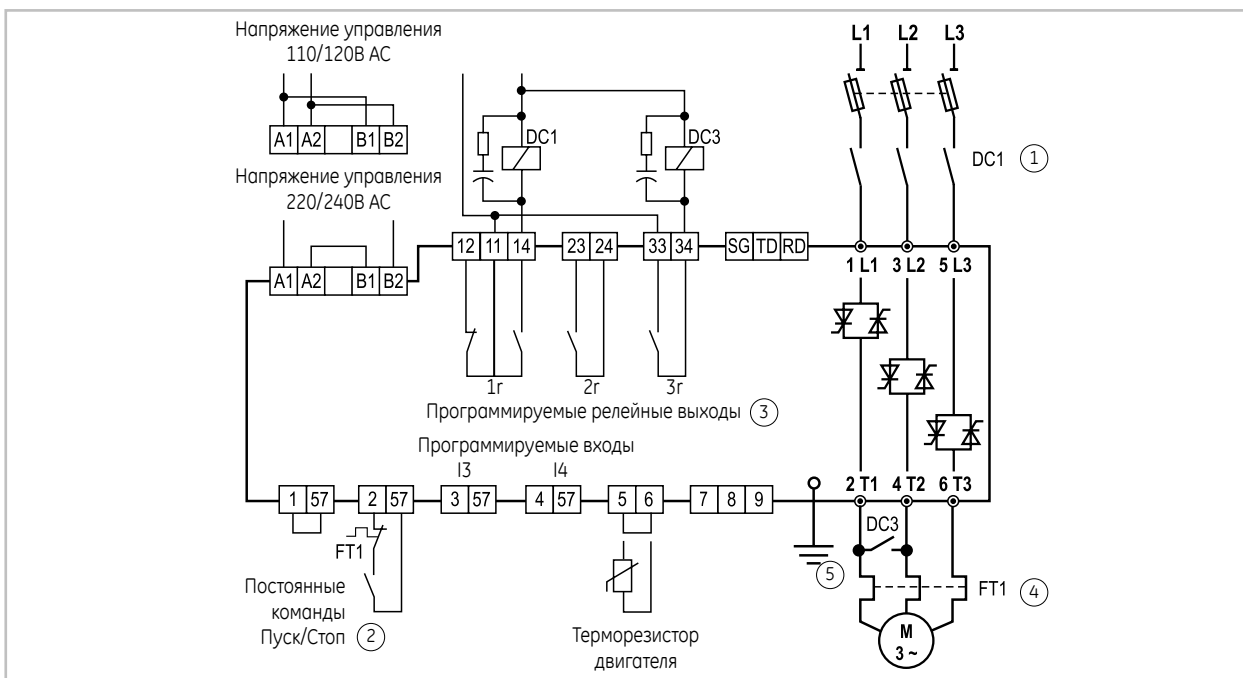 Напряжение управления
110/120В AC
A1 A2 B1 B2
Напряжение управления
220/240В AC
A1 A2 B1 B2
DC1
DC3
12 11 14
23 24
33 34
SG TD RD
1r
2r
3r
Программируемые релейные выходы 3
Программируемые входы
I3
I4
L1 L2 L3
DC1 1
1 L1 3 L2 5 L3
2 T1 4 T2 6 T3
1 57
2 57
3 57
4 57
5 6
7 8 9
FT1
Постоянные
команды
Пуск/Стоп 2
Терморезистор
двигателя
5
DC3
FT1 4
M
3 ~